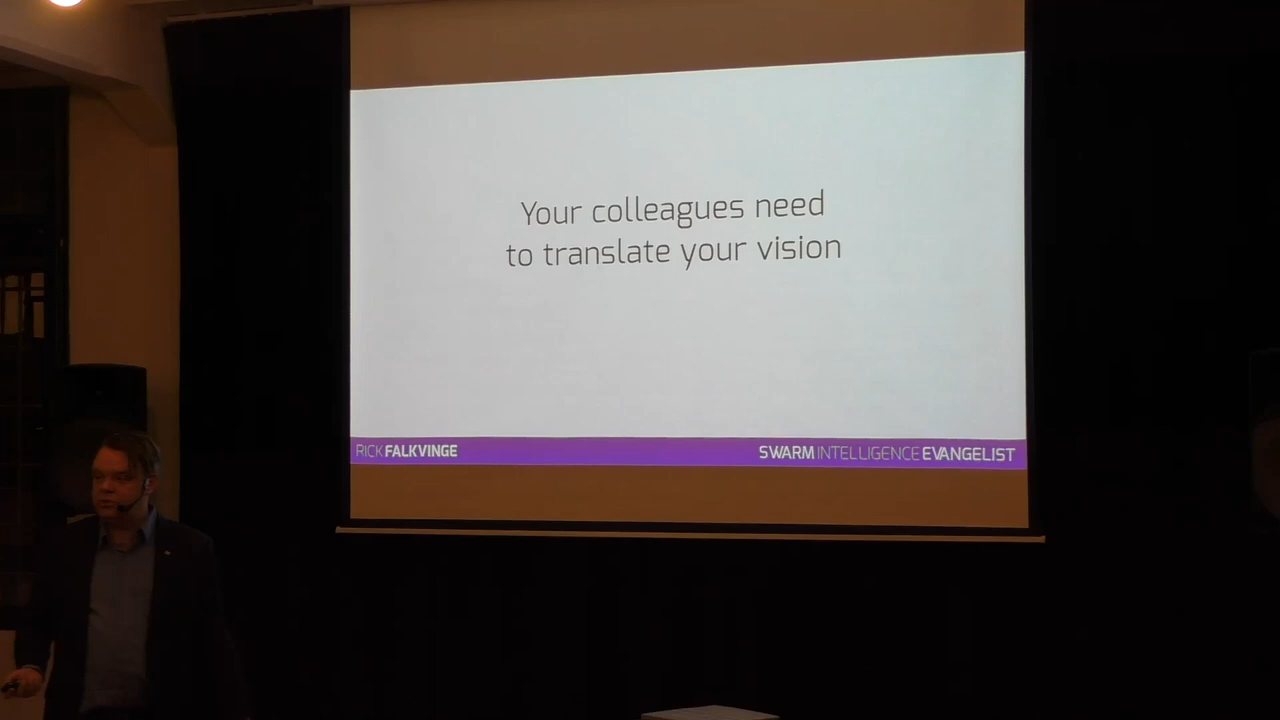 Your colleagues need
to translate your vision
RICK FALKVINGE
SWARM INTELLIGENCE EVANGELIST